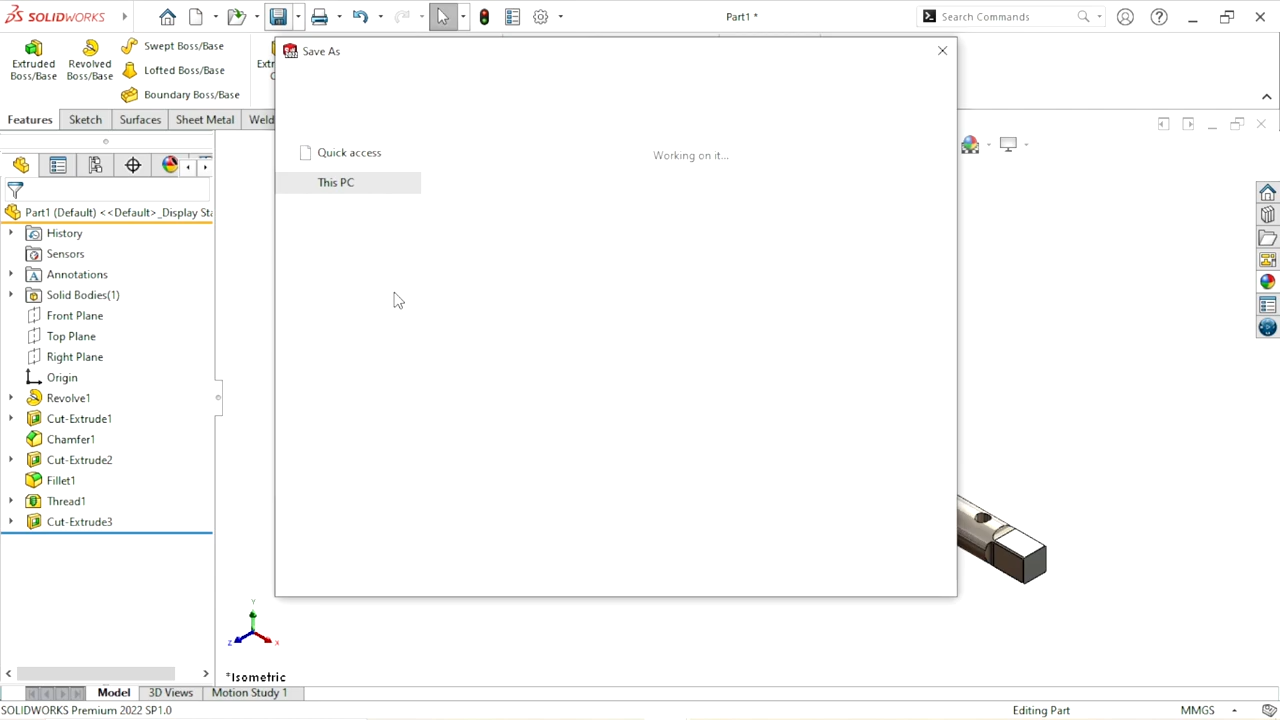 SOLIDWORKS
Part1 *
Search Commands
Extruded
Boss/Base
Revolved
Boss/Base
Swept Boss/Base
Lofted Boss/Base
Boundary Boss/Base
Features
Sketch
Surfaces
Sheet Metal
Save As
Quick access
This PC
Working on it...
Part1 (Default) <<Default>_Display Sta
History
Sensors
Annotations
Solid Bodies(1)
Front Plane
Top Plane
Right Plane
Origin
Revolve1
Cut-Extrude1
Chamfer1
Cut-Extrude2
Fillet1
Thread1
Cut-Extrude3
Y
Z
X
*Isometric
Model
3D Views
Motion Study 1
SOLIDWORKS Premium 2022 SP1.0
Editing Part
MMGS